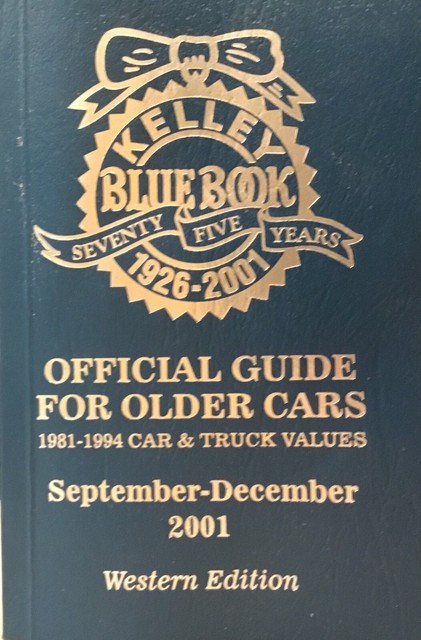 KELLEY
BLUE BOOK
SEVENTY FIVE YEARS
1926-2001
OFFICIAL GUIDE
FOR OLDER CARS
1981-1994 CAR & TRUCK VALUES
September-December
2001
Western Edition